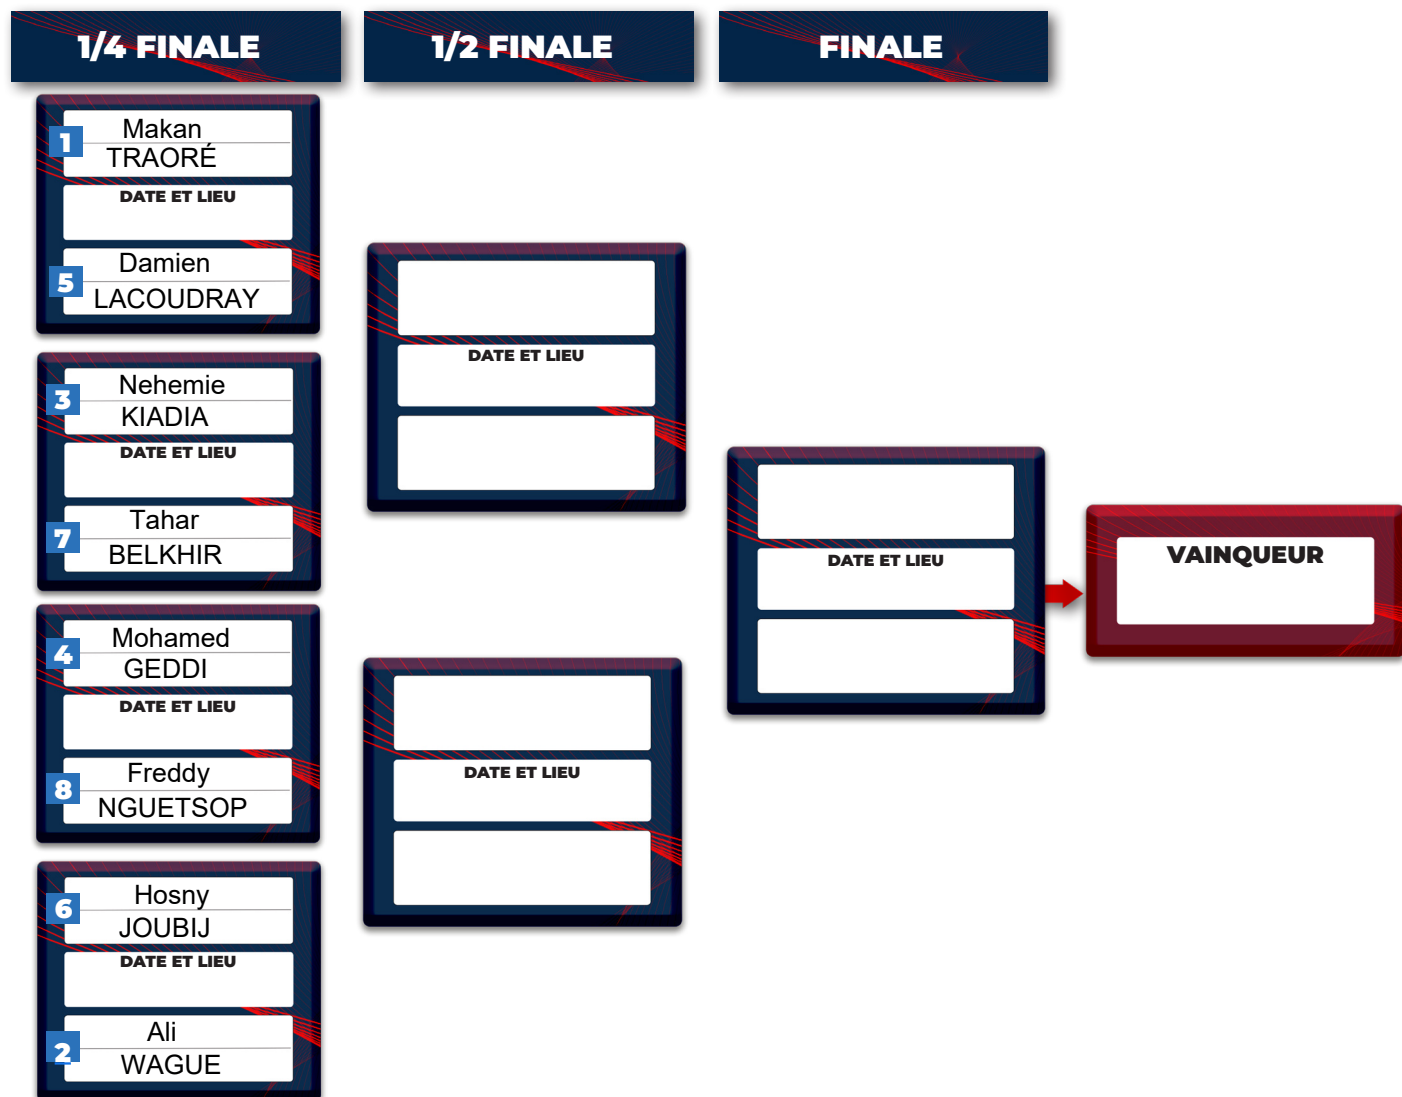 1/4 FINALE
1/2 FINALE
FINALE
1
Makan
TRAORÉ
DATE ET LIEU
5
Damien
LACOUDRAY
3
Nehemie
KIADIA
DATE ET LIEU
7
Tahar
BELKHIR
4
Mohamed
GEDDI
DATE ET LIEU
8
Freddy
NGUETSOP
6
Hosny
JOUBIJ
DATE ET LIEU
2
Ali
WAGUE
DATE ET LIEU
DATE ET LIEU
DATE ET LIEU
VAINQUEUR